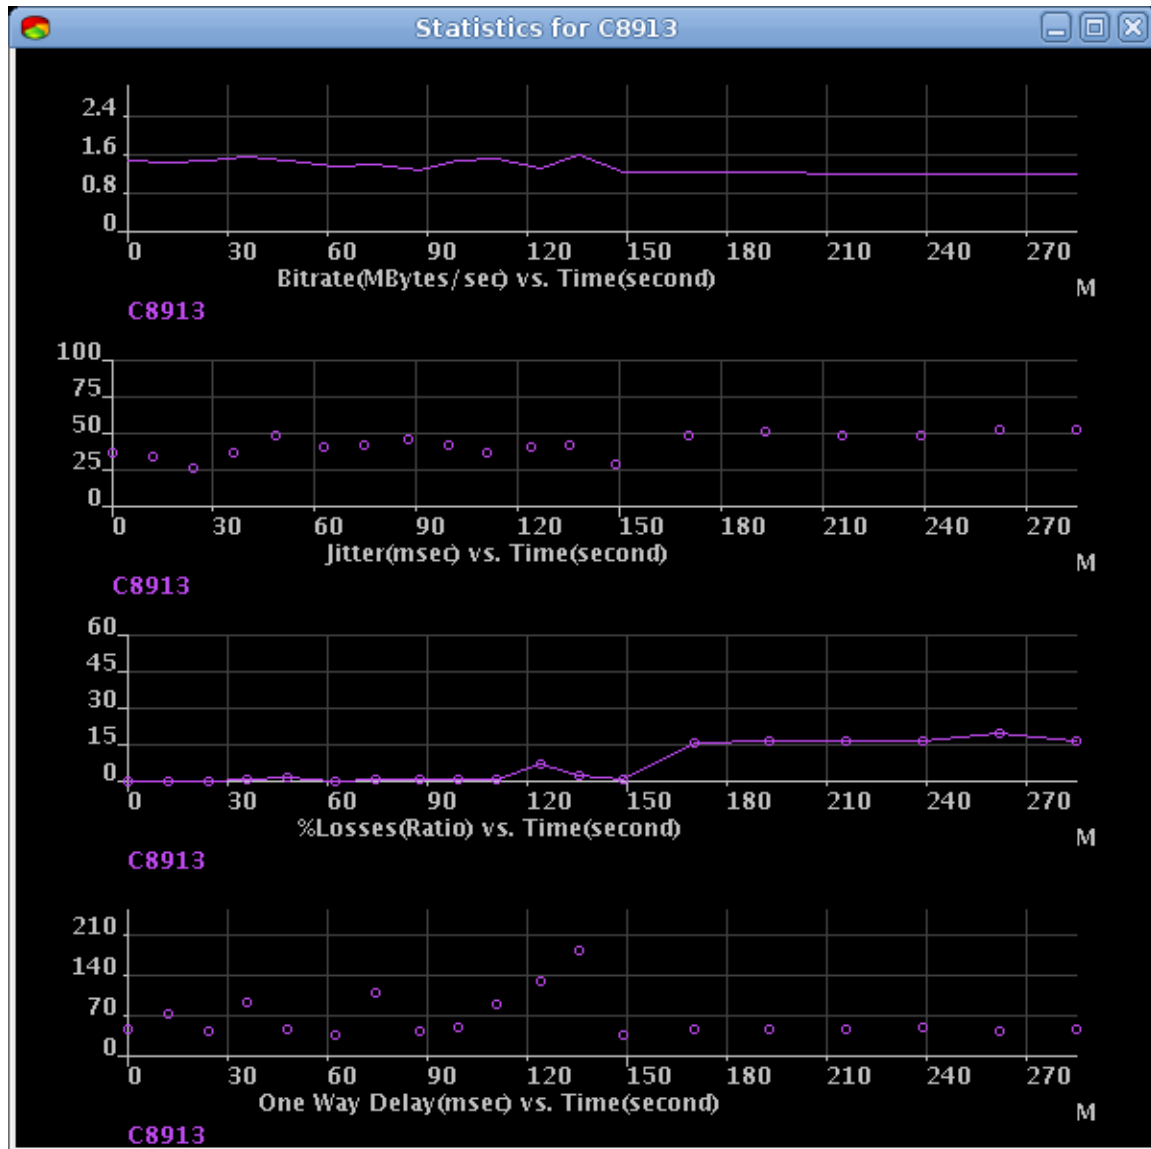 Statistics for C8913
2.4
1.6
0.8
0
0 30 60 90 120 150 180 210 240 270
Bitrate(MBytes/sec) vs. Time(second)
M
C8913
100
75
50
25
0
0 30 60 90 120 150 180 210 240 270
Jitter(msec) vs. Time(second)
M
C8913
60
45
30
15
0
0 30 60 90 120 150 180 210 240 270
%Losses(Ratio) vs. Time(second)
M
C8913
210
140
70
0
0 30 60 90 120 150 180 210 240 270
One Way Delay(msec) vs. Time(second)
M
C8913